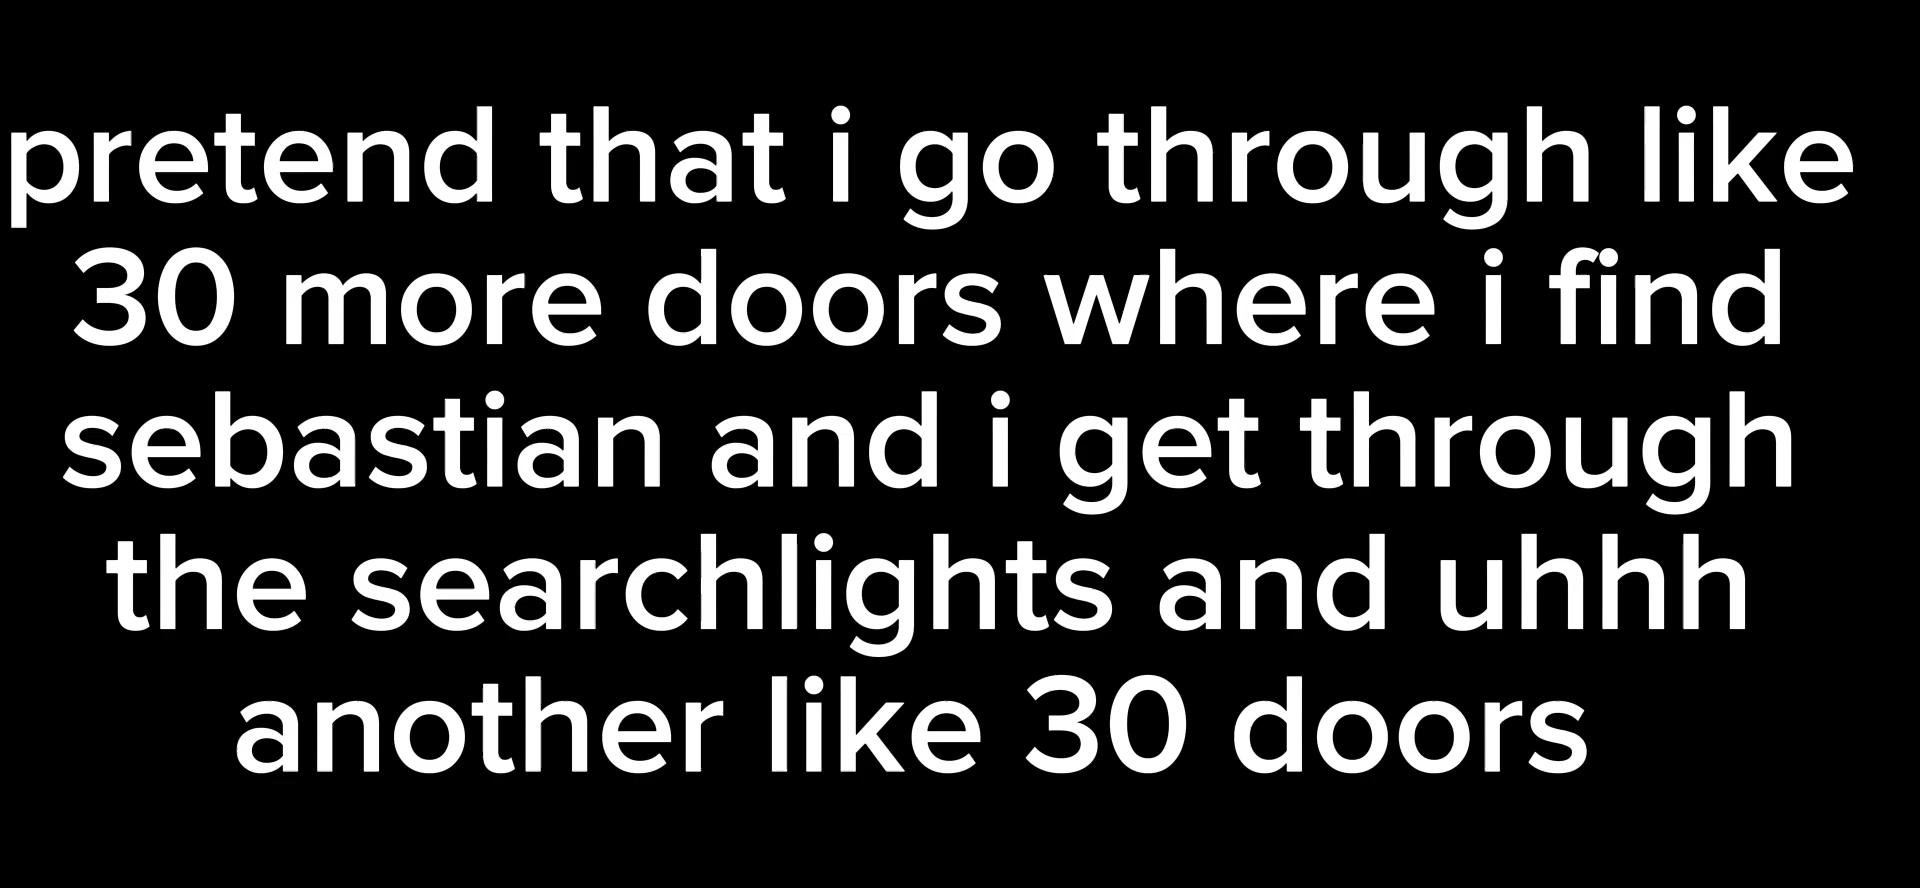 pretend that i go through like
30 more doors where i find
sebastian and i get through
the searchlights and uhhh
another like 30 doors